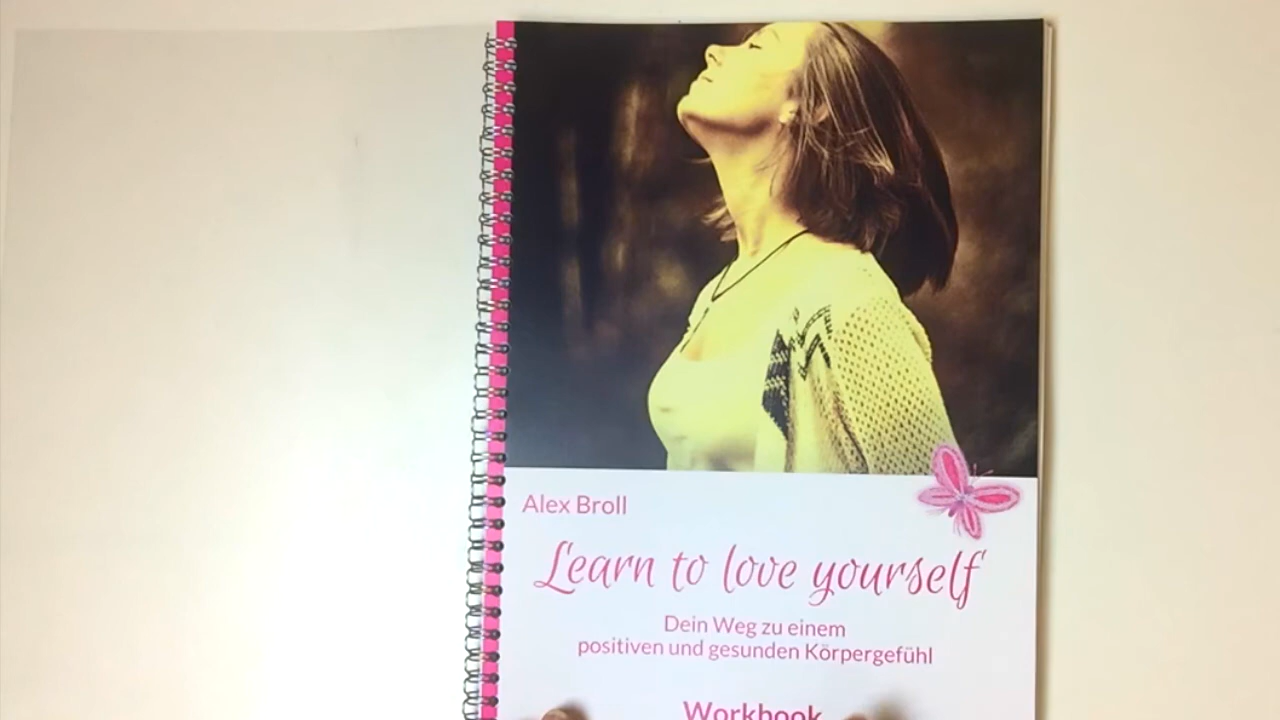 Alex Broll
Learn to love yourself
Dein Weg zu einem
positiven und gesunden Körpergefühl
Workbook